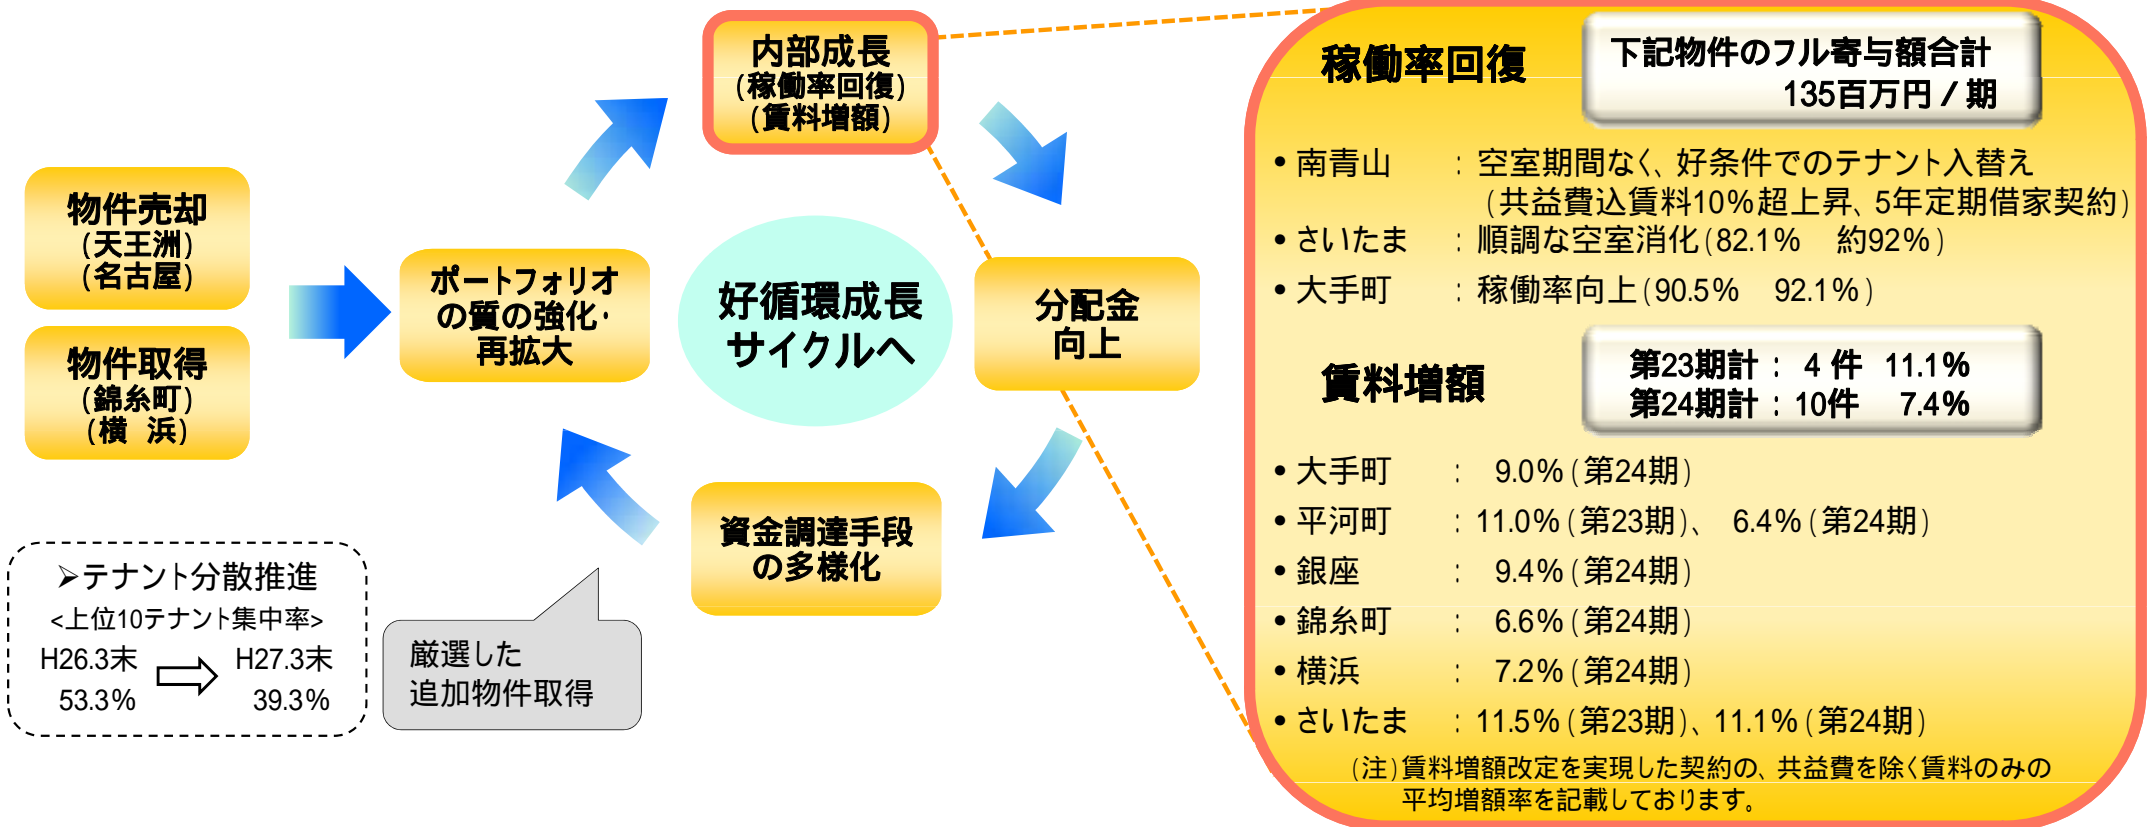 物件売却
(天王洲)
(名古屋)
物件取得
(錦糸町)
(横 浜)
ポートフォリオ
の質の強化・
再拡大
内部成長
(稼働率回復)
(賃料増額)
好循環成長
サイクルへ
分配金
向上
資金調達手段
の多様化
厳選した
追加物件取得
➢テナント分散推進
<上位10テナント集中率>
H26.3末 H27.3末
53.3% 39.3%
稼働率回復
下記物件のフル寄与額合計
135百万円/期
• 南青山 : 空室期間なく、好条件でのテナント入替え
(共益費込賃料10%超上昇、5年定期借家契約)
• さいたま : 順調な空室消化(82.1% 約92%)
• 大手町 : 稼働率向上(90.5% 92.1%)
賃料増額
第23期計: 4 件 11.1%
第24期計:10件 7.4%
• 大手町 : 9.0%(第24期)
• 平河町 : 11.0%(第23期)、 6.4%(第24期)
• 銀座 : 9.4%(第24期)
• 錦糸町 : 6.6%(第24期)
• 横浜 : 7.2%(第24期)
• さいたま : 11.5%(第23期)、11.1%(第24期)
(注)賃料増額改定を実現した契約の、共益費を除く賃料のみの
平均増額率を記載しております。